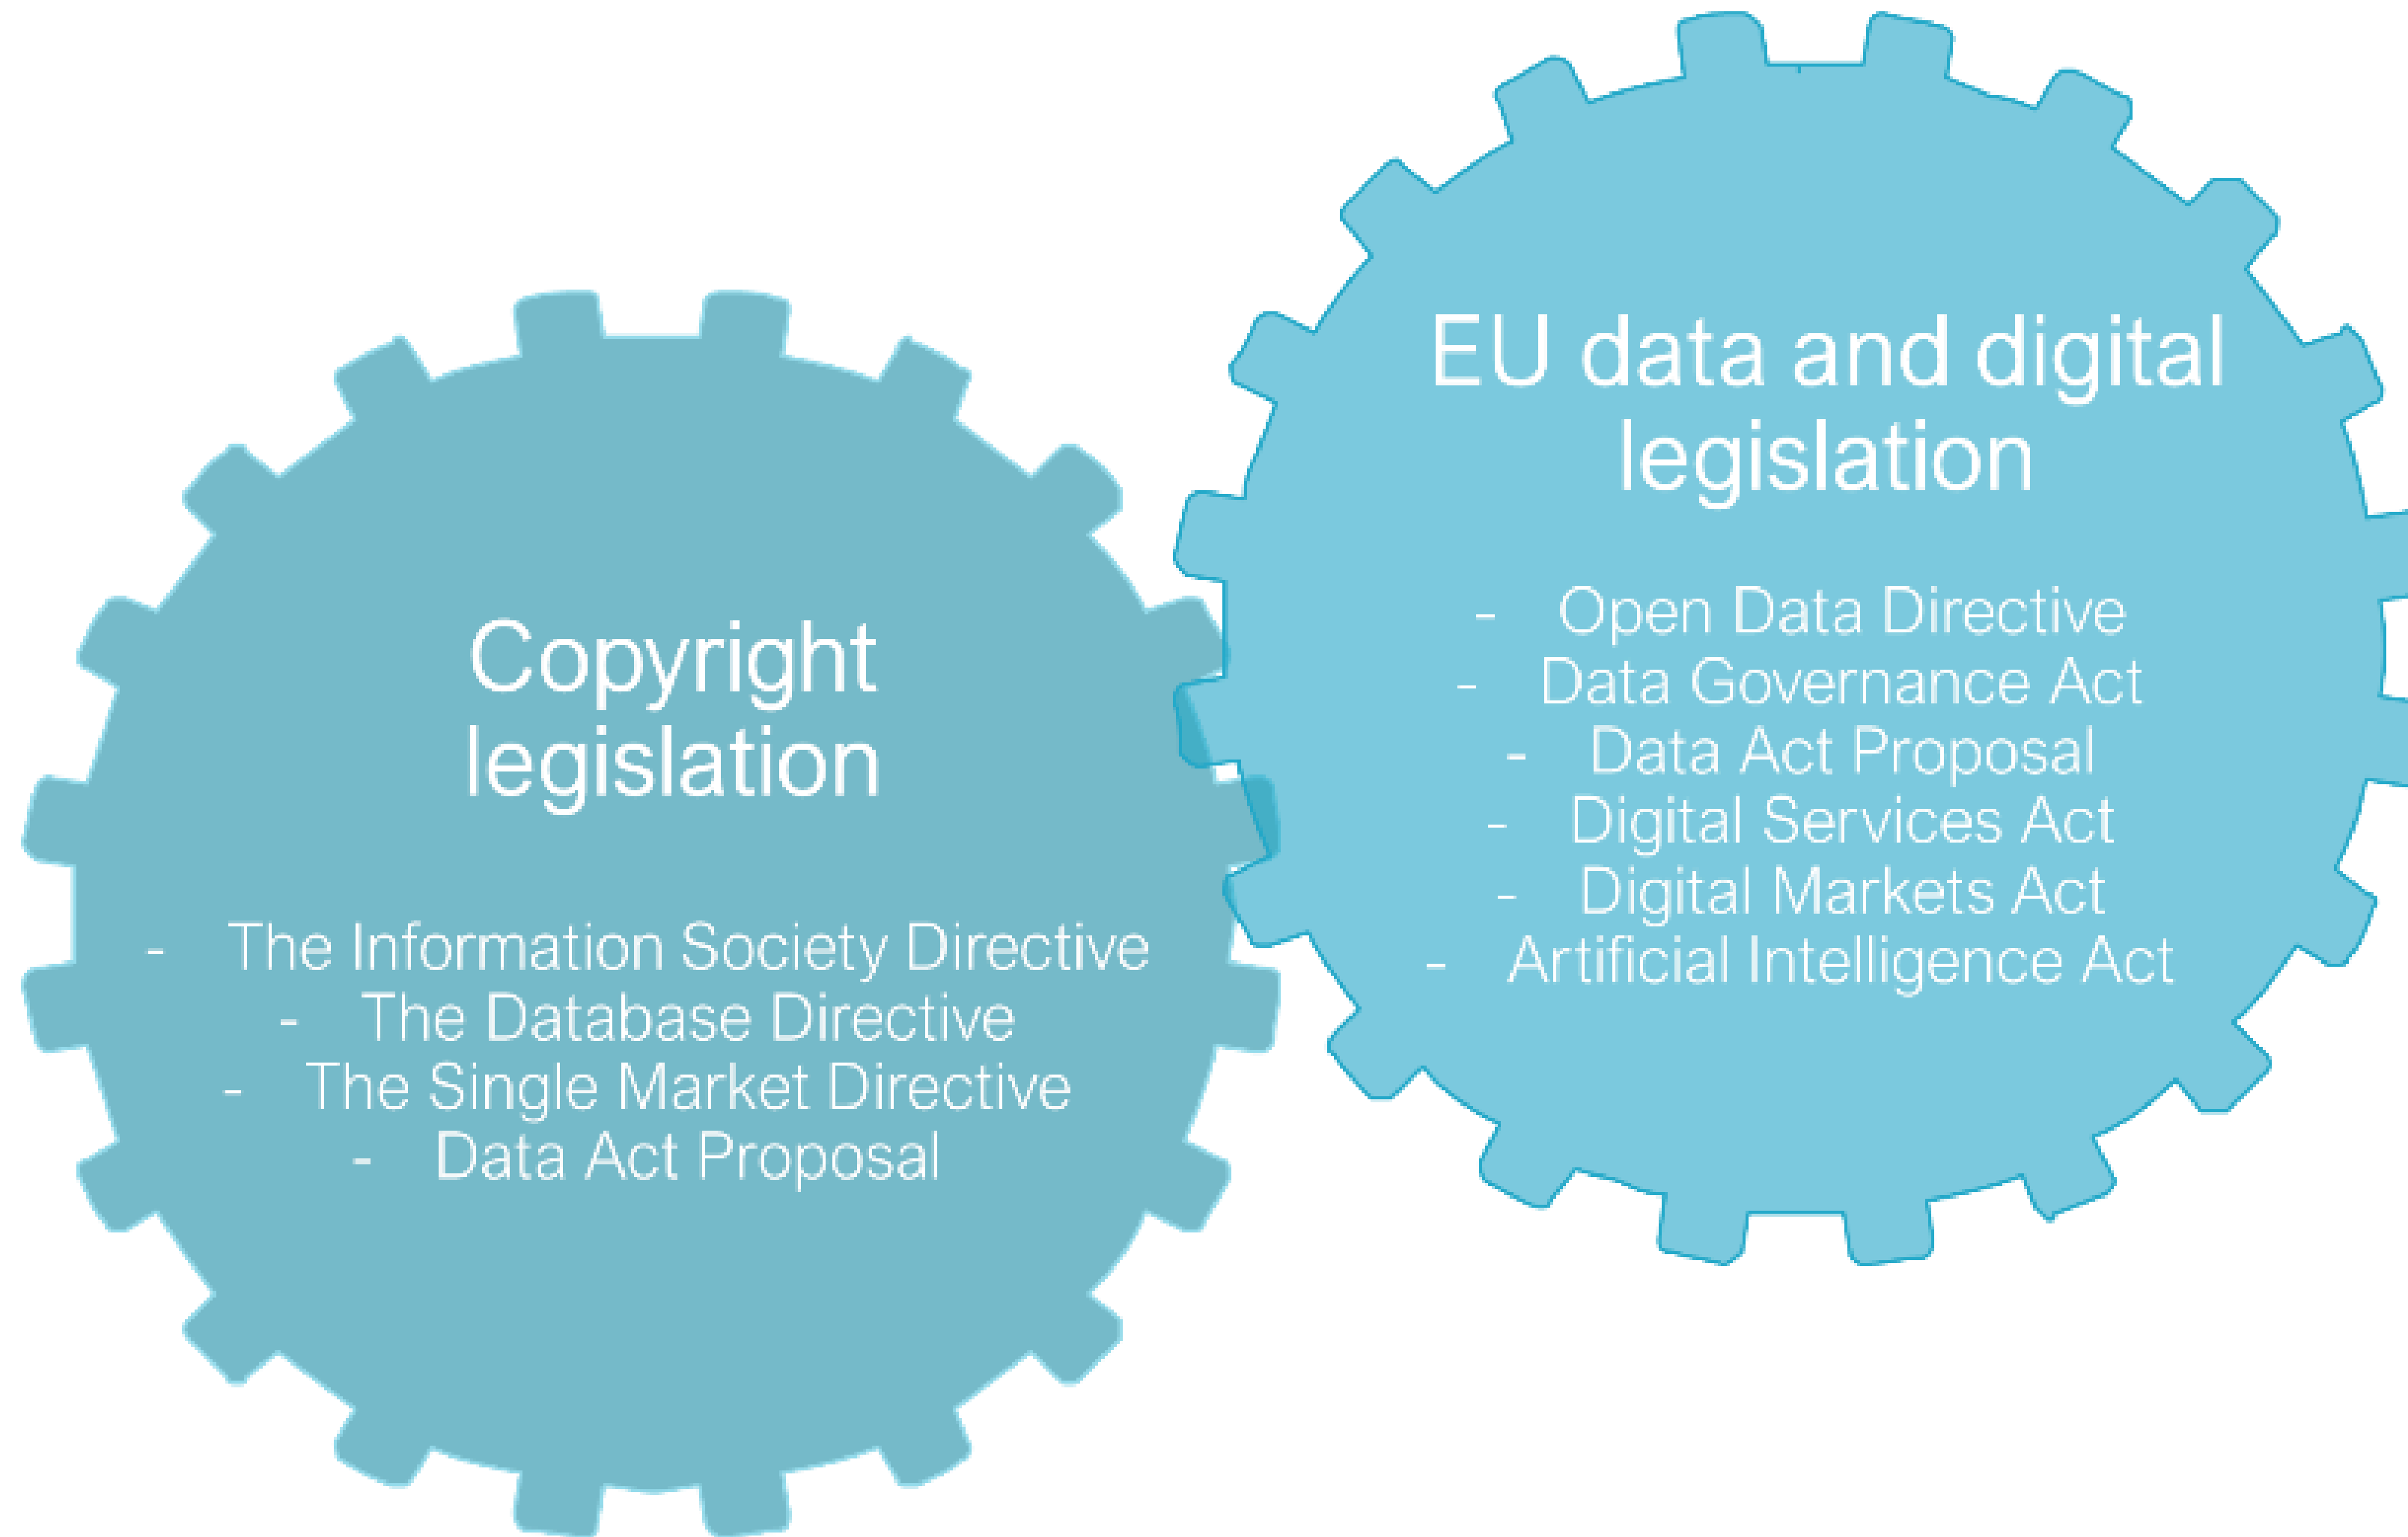 Copyright
legislation
- The Information Society Directive
- The Database Directive
- The Single Market Directive
- Data Act Proposal
EU data and digital
legislation
- Open Data Directive
- Data Governance Act
- Data Act Proposal
- Digital Services Act
- Digital Markets Act
- Artificial Intelligence Act